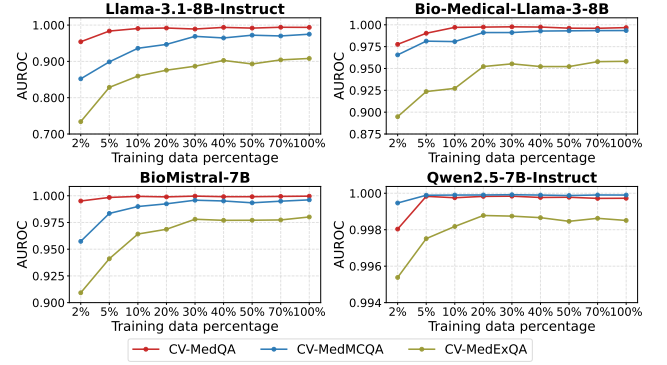 Llama-3.1-8B-Instruct
AUROC
1.000
0.900
0.800
0.700
2% 5% 10% 20% 30% 40% 50% 70% 100%
Training data percentage
Bio-Medical-Llama-3-8B
AUROC
1.000
0.975
0.950
0.925
0.900
0.875
2% 5% 10% 20% 30% 40% 50% 70% 100%
Training data percentage
BioMistral-7B
AUROC
1.000
0.975
0.950
0.925
0.900
2% 5% 10% 20% 30% 40% 50% 70% 100%
Training data percentage
Qwen2.5-7B-Instruct
AUROC
1.000
0.998
0.996
0.994
2% 5% 10% 20% 30% 40% 50% 70% 100%
Training data percentage
CV-MedQA CV-MedMCQA CV-MedExQA